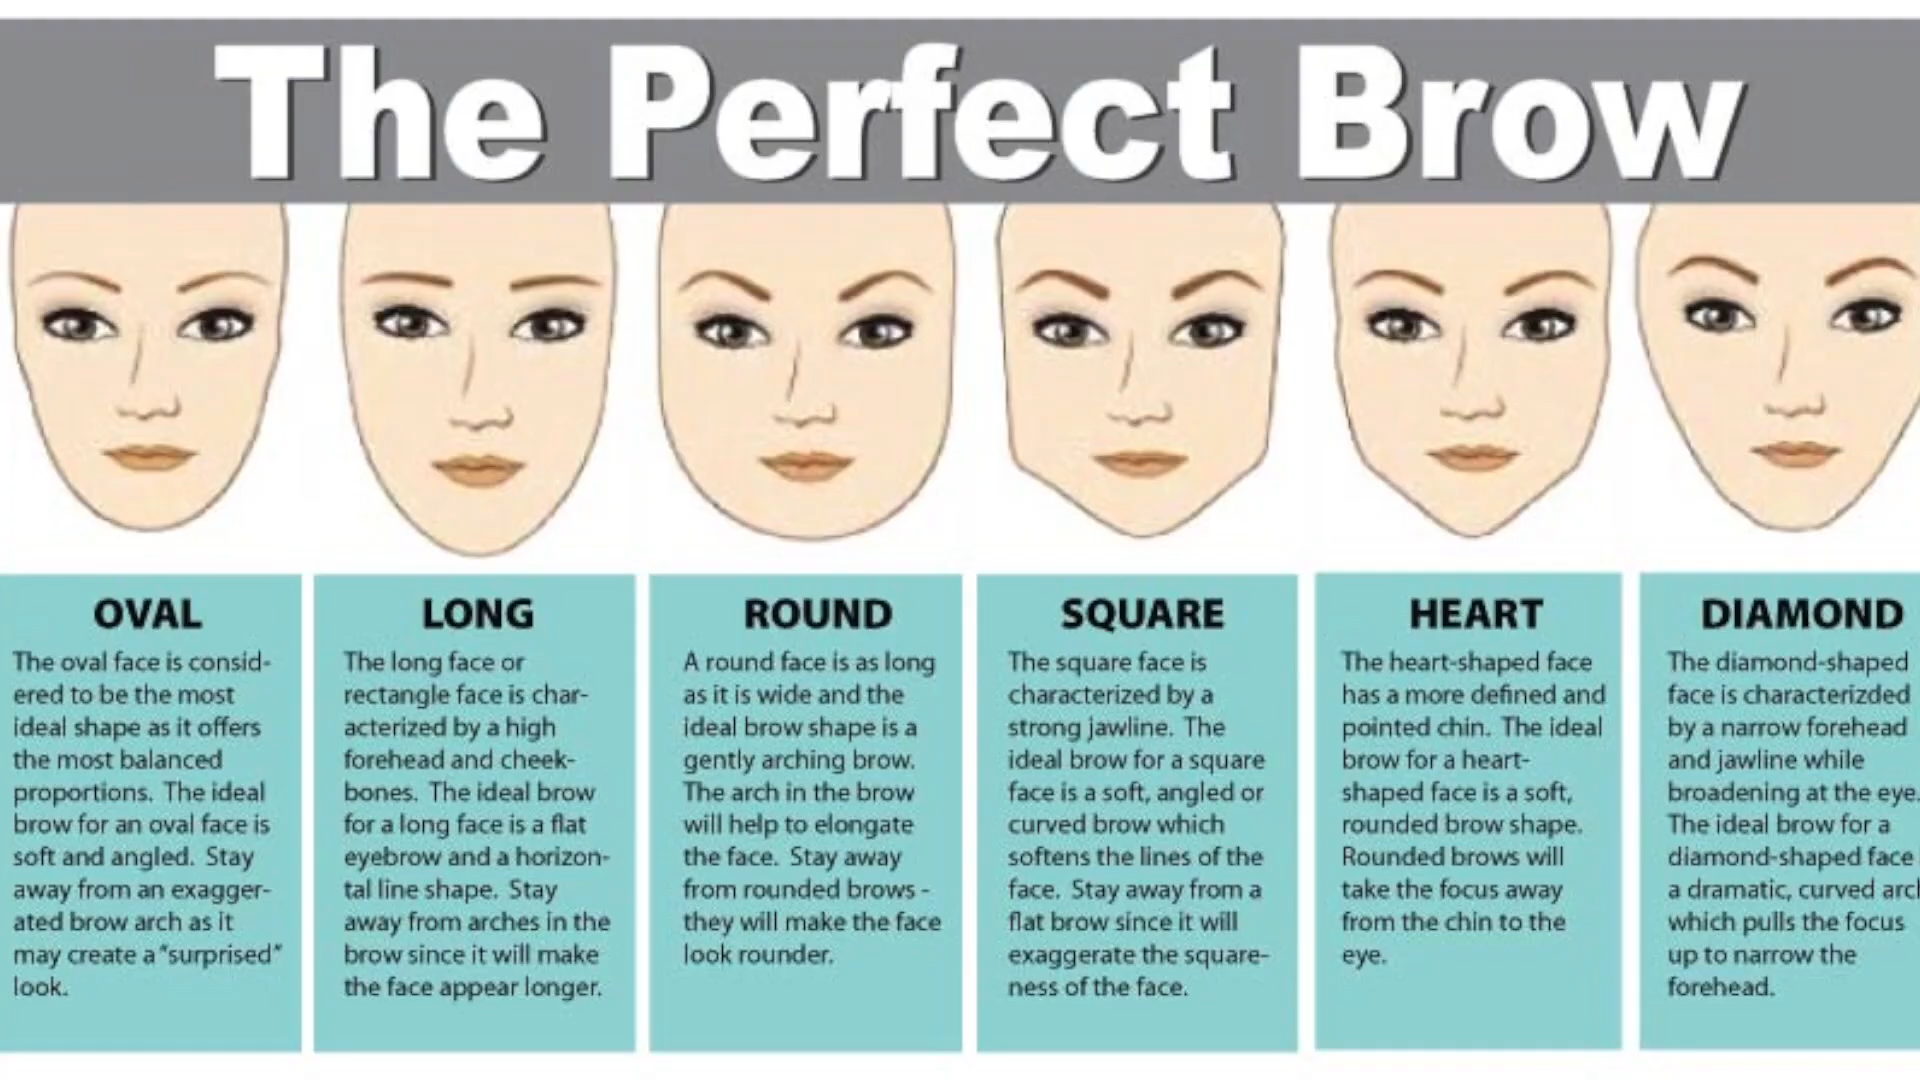 The Perfect Brow
OVAL
The oval face is consid-
ered to be the most
ideal shape as it offers
the most balanced
proportions. The ideal
brow for an oval face is
soft and angled. Stay
away from an exagger-
ated brow arch as it
may create a "surprised"
look.
LONG
The long face or
rectangle face is char-
acterized by a high
forehead and cheek-
bones. The ideal brow
for a long face is a flat
eyebrow and a horizon-
tal line shape. Stay
away from arches in the
brow since it will make
the face appear longer.
ROUND
A round face is as long
as it is wide and the
ideal brow shape is a
gently arching brow.
The arch in the brow
will help to elongate
the face. Stay away
from rounded brows -
they will make the face
look rounder.
SQUARE
The square face is
characterized by a
strong jawline. The
ideal brow for a square
face is a soft, angled or
curved brow which
softens the lines of the
face. Stay away from a
flat brow since it will
exaggerate the square-
ness of the face.
HEART
The heart-shaped face
has a more defined and
pointed chin. The ideal
brow for a heart-
shaped face is a soft,
rounded brow shape.
Rounded brows will
take the focus away
from the chin to the
eye.
DIAMOND
The diamond-shaped
face is characterizded
by a narrow forehead
and jawline while
broadening at the eye.
The ideal brow for a
diamond-shaped face
a dramatic, curved
which pulls the focus
up to narrow the
forehead.